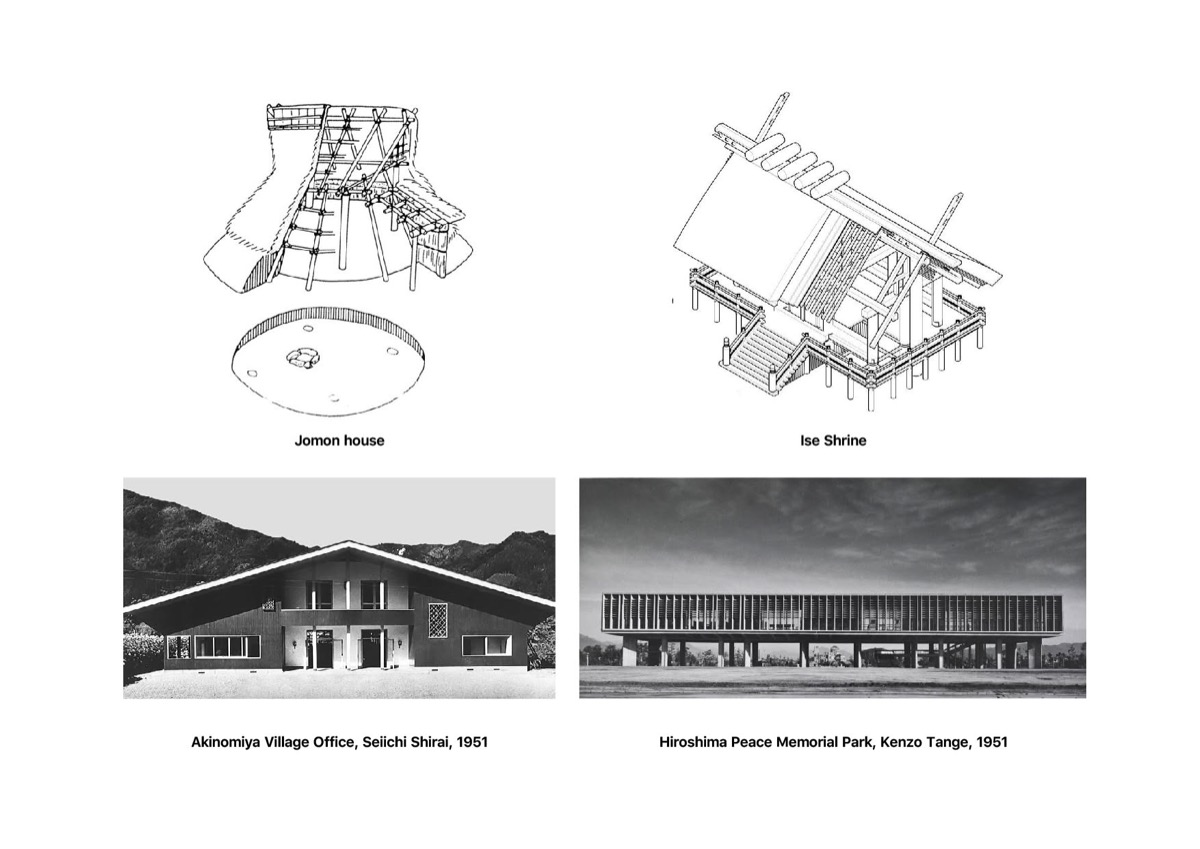 Jomon house
Ise Shrine
Akinomiya Village Office, Seiichi Shirai, 1951
Hiroshima Peace Memorial Park, Kenzo Tange, 1951